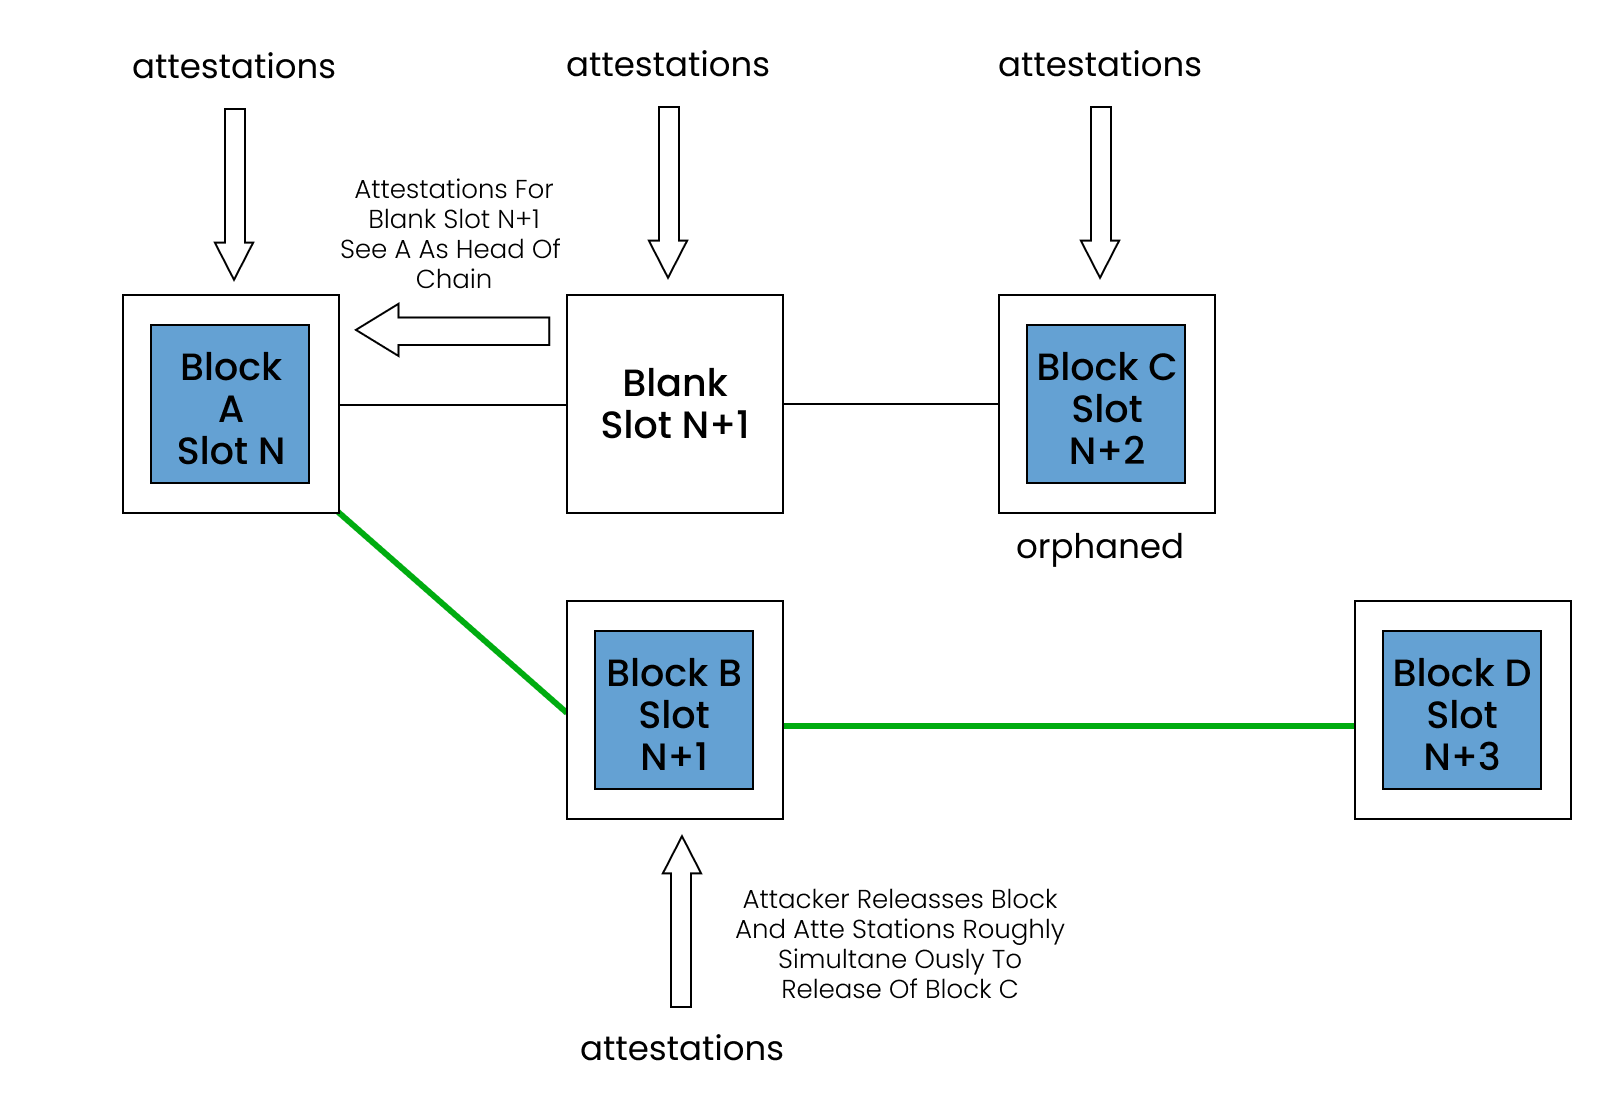 attestations
attestations
attestations
Attestations For
Blank Slot N+1
See A As Head Of
Chain
Block
A
Slot N
Blank
Slot N+1
Block C
Slot
N+2
orphaned
Block B
Slot
N+1
Block D
Slot
N+3
Attacker Releasses Block
And Atte Stations Roughly
Simultane Ously To
Release Of Block C
attestations